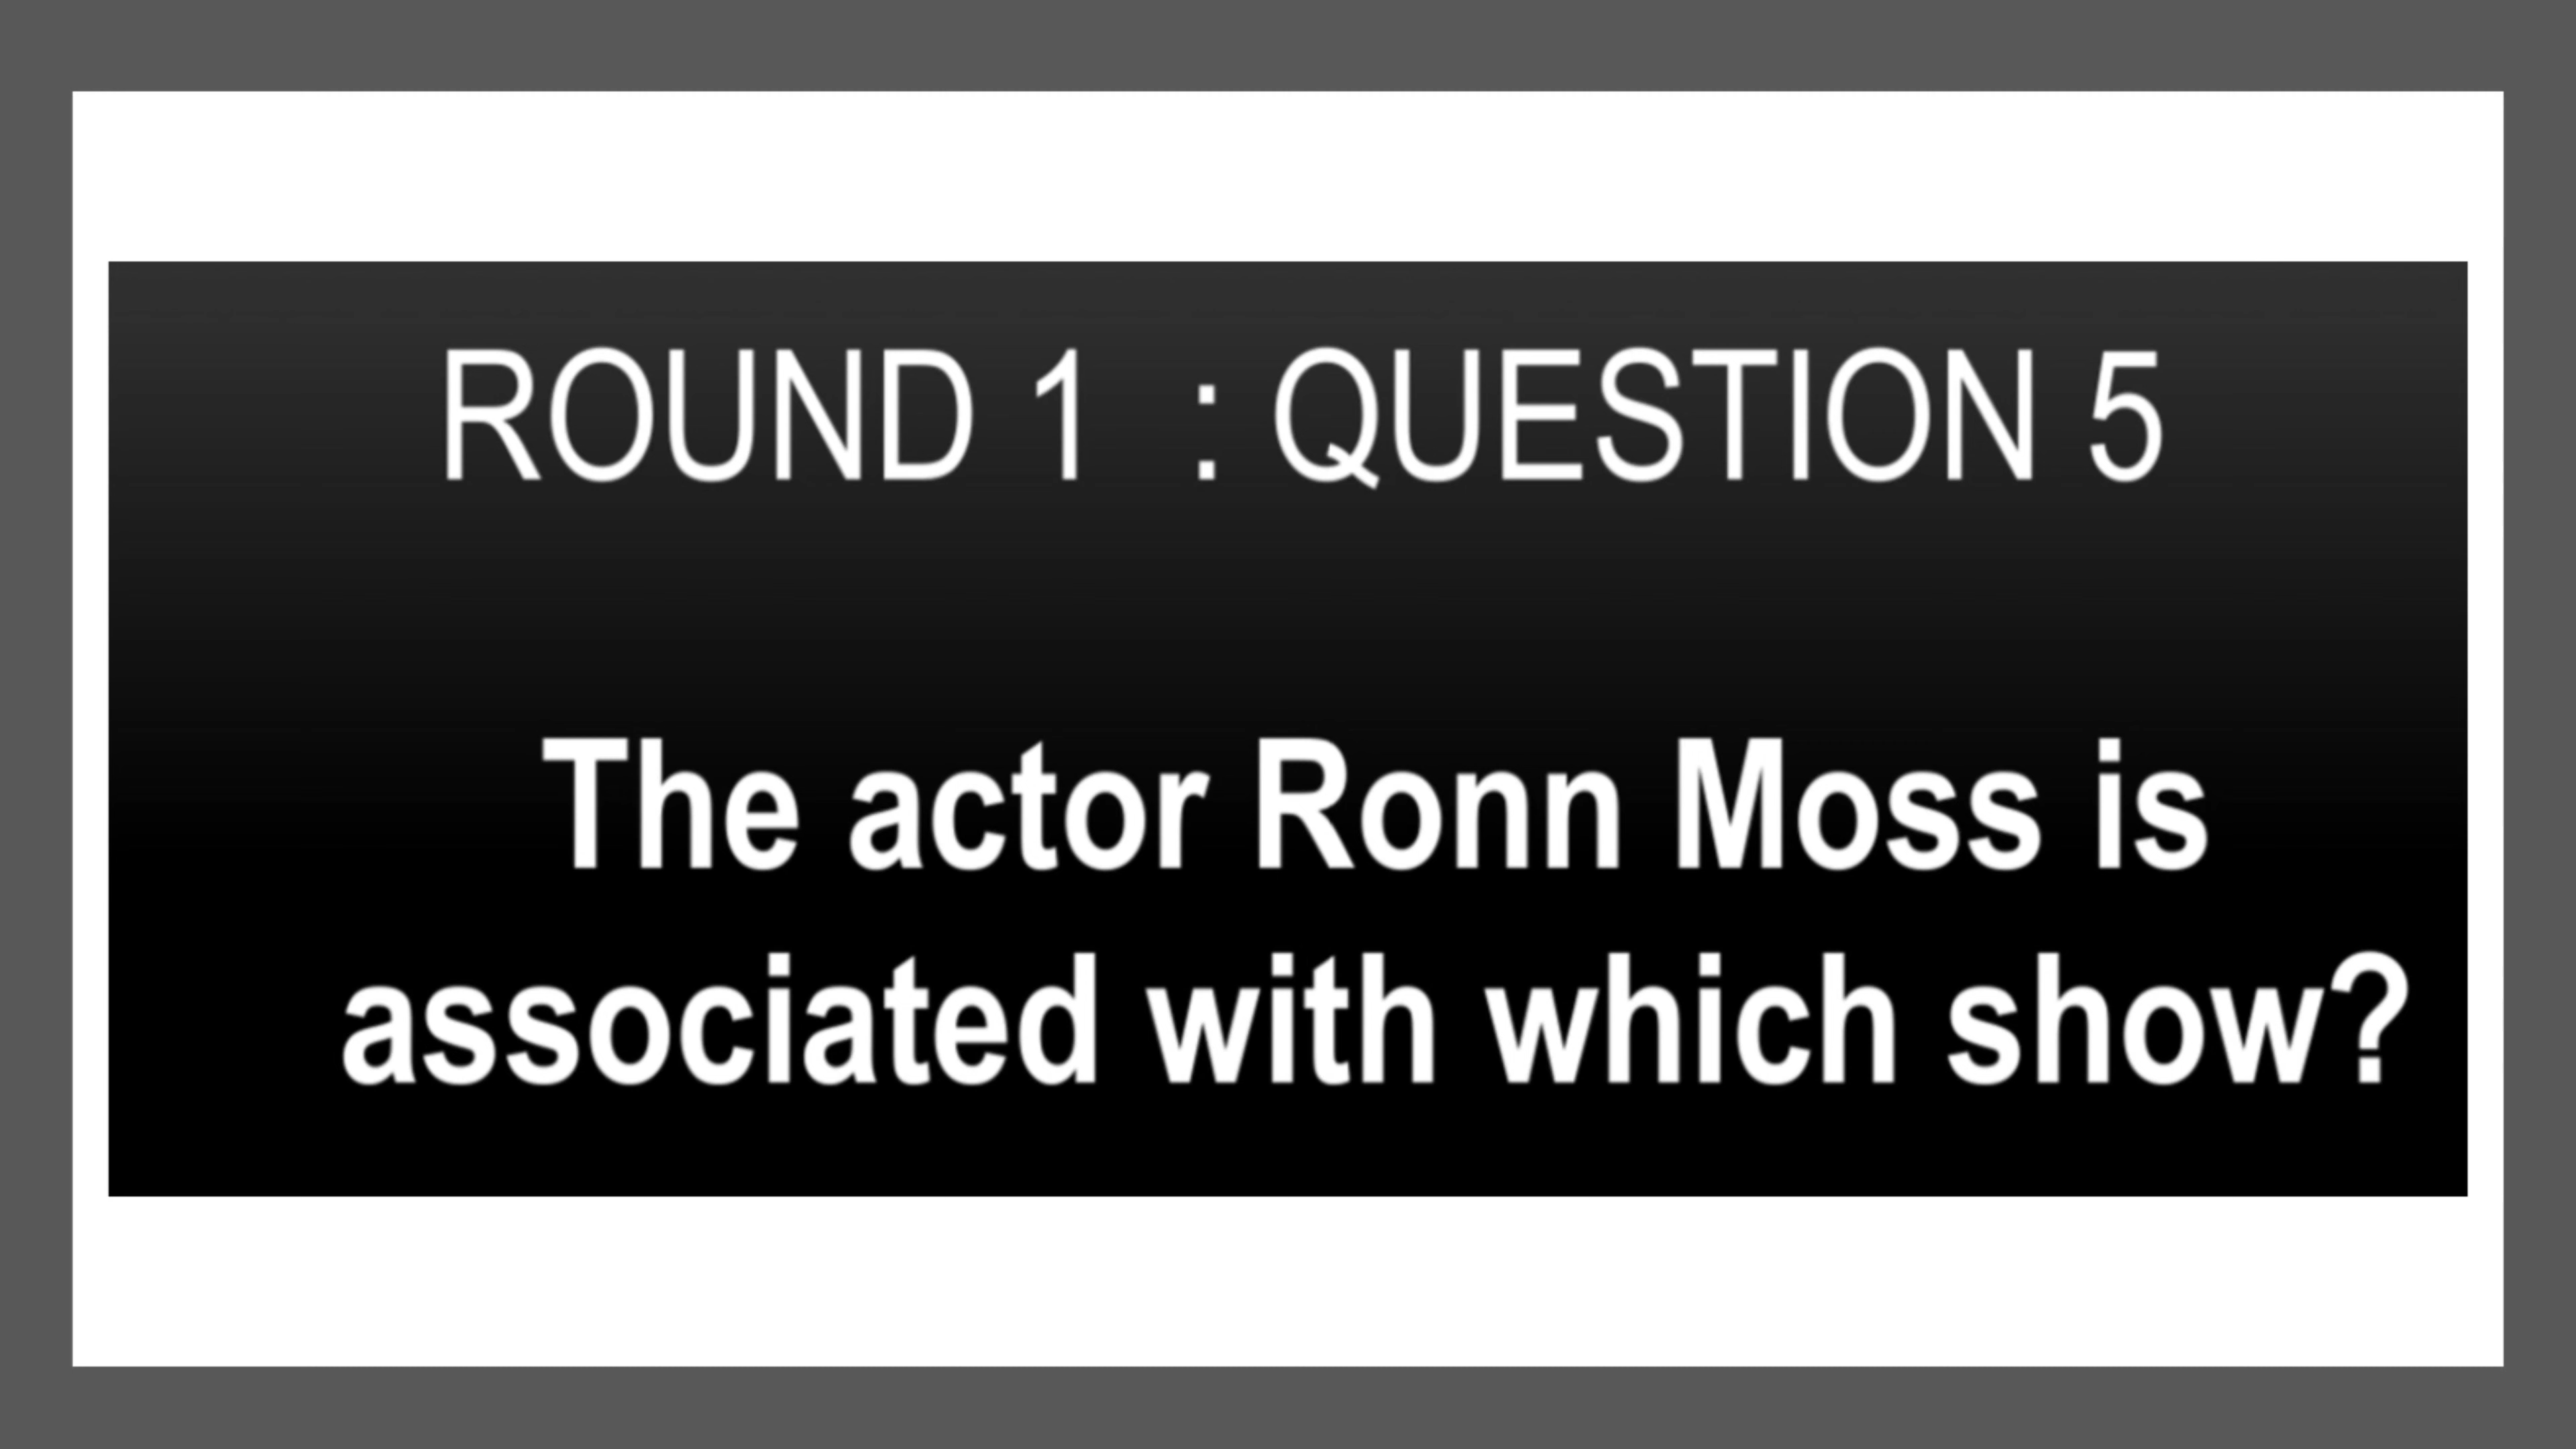 ROUND 1 : QUESTION 5
The actor Ronn Moss is
associated with which show?